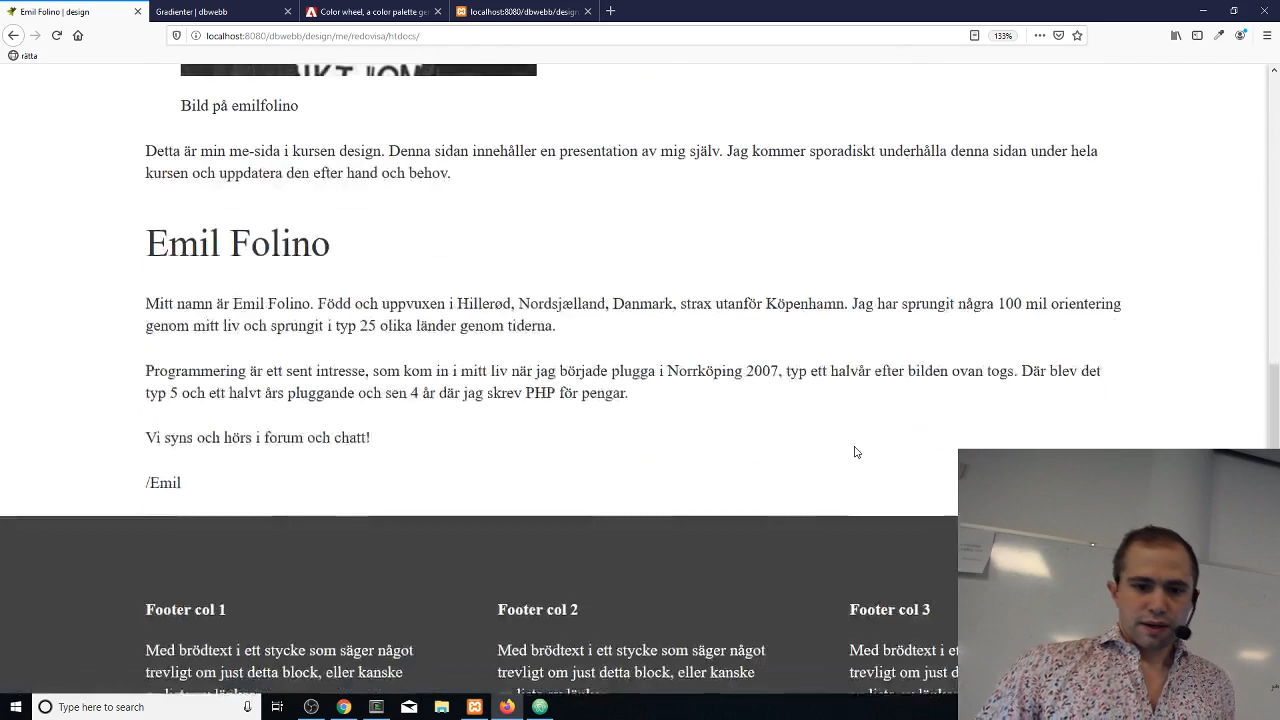 Emil Folino | design
Gradienter | dbwebb
Color wheel, a color palette ge
localhost:8080/dbwebb/design
localhost:8080/dbwebb/design/me/redovisa/htdocs/
133%
rätta
Bild på emilfolino
Detta är min me-sida i kursen design. Denna sidan innehåller en presentation av mig själv. Jag kommer sporadiskt underhålla denna sidan under hela
kursen och uppdatera den efter hand och behov.
Emil Folino
Mitt namn är Emil Folino. Född och uppvuxen i Hillerød, Nordsjælland, Danmark, strax utanför Köpenhamn. Jag har sprungit några 100 mil orientering
genom mitt liv och sprungit i typ 25 olika länder genom tiderna.
Programmering är ett sent intresse, som kom in i mitt liv när jag började plugga i Norrköping 2007, typ ett halvår efter bilden ovan togs. Där blev det
typ 5 och ett halvt års pluggande och sen 4 år där jag skrev PHP för pengar.
Vi syns och hörs i forum och chatt!
/Emil
Footer col 1
Med brödtext i ett stycke som säger något
trevligt om just detta block, eller kanske
Footer col 2
Med brödtext i ett stycke som säger något
trevligt om just detta block, eller kanske
Footer col 3
Med brödtext i e
trevligt om just d
Type here to search